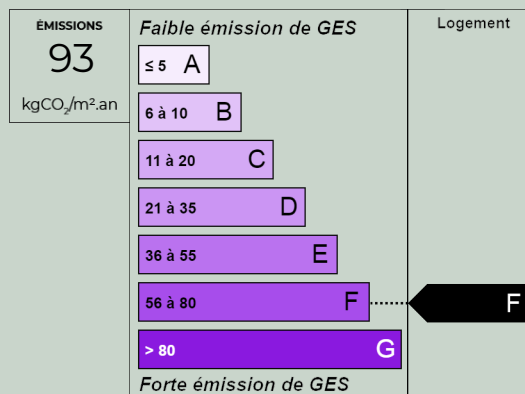 ÉMISSIONS
93
kgCO₂/m².an
Faible émission de GES
≤ 5 A
6 à 10 B
11 à 20 C
21 à 35 D
36 à 55 E
56 à 80 F
> 80 G
Forte émission de GES
Logement
F